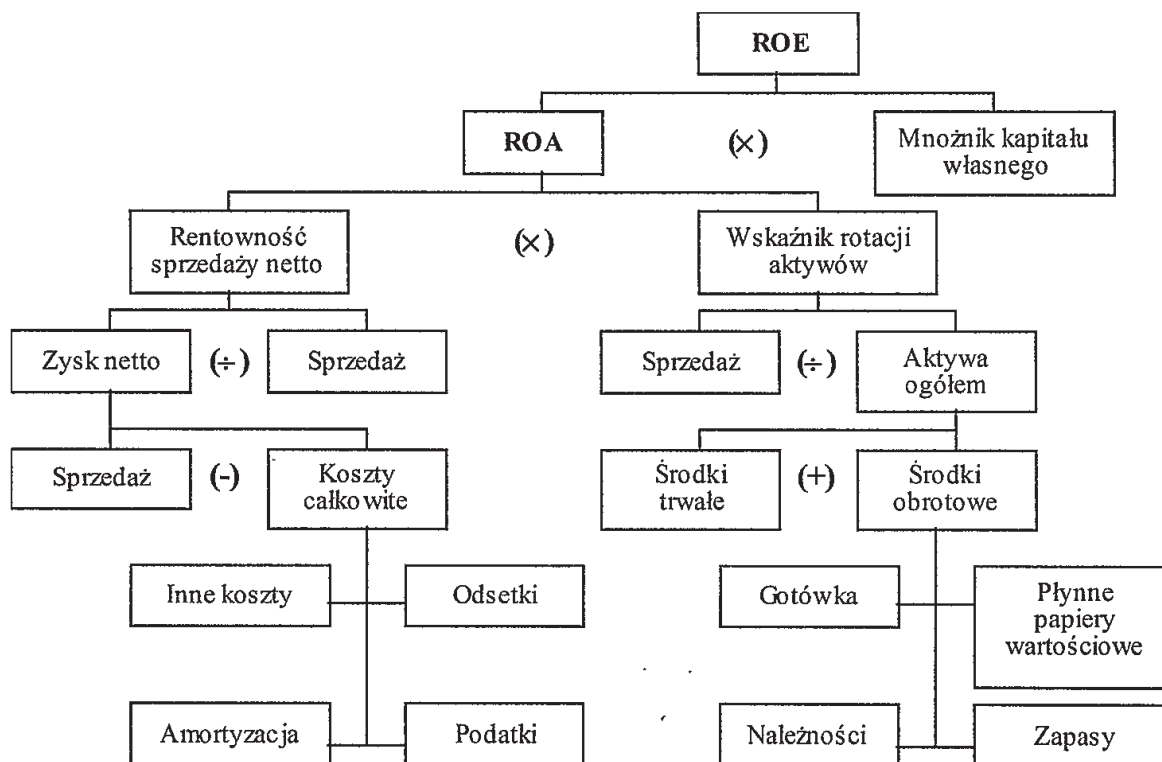 ROE
ROA
(×)
Mnożnik kapitału
własnego
Rentowność
sprzedaży netto
(×)
Wskaźnik rotacji
aktywów
Zysk netto
(÷)
Sprzedaż
Sprzedaż
(÷)
Aktywa
ogółem
Sprzedaż
(-)
Koszty
całkowite
Środki
trwałe
(+)
Środki
obrotowe
Inne koszty
Odsetki
Gotówka
Płynne
papiery
wartościowe
Amortyzacja
Podatki
Należności
Zapasy